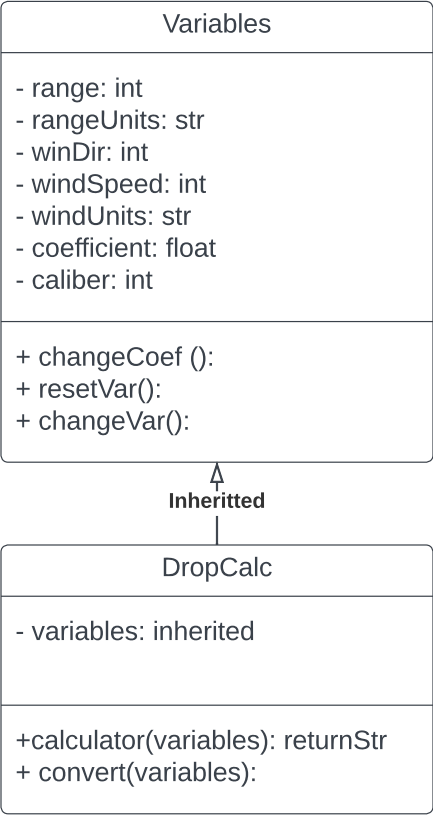 Variables
- range: int
- rangeUnits: str
- winDir: int
- windSpeed: int
- windUnits: str
- coefficient: float
- caliber: int
+ changeCoef ():
+ resetVar():
+ changeVar():
Inheritted
DropCalc
- variables: inherited
+calculator(variables): returnStr
+ convert(variables):